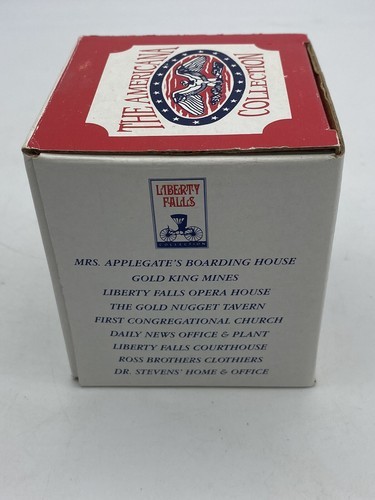 THE AMERICANA
COLLECTION
LIBERTY
FALLS
COLLECTION
MRS. APPLEGATE'S BOARDING HOUSE
GOLD KING MINES
LIBERTY FALLS OPERA HOUSE
THE GOLD NUGGET TAVERN
FIRST CONGREGATIONAL CHURCH
DAILY NEWS OFFICE & PLANT
LIBERTY FALLS COURTHOUSE
ROSS BROTHERS CLOTHIERS
DR. STEVENS' HOME & OFFICE